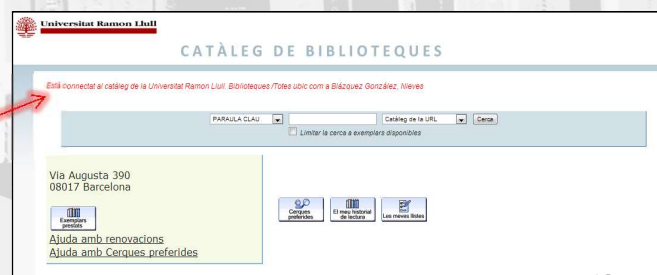 Universitat Ramon Llull
CATÀLEG DE BIBLIOTEQUES
Està connectat al catàleg de la Universitat Ramon Llull. Biblioteques /Totes ubic com a Blázquez González, Nieves
PARAULA CLAU Catàleg de la URL Cerca
Limitar la cerca a exemplars disponibles
Via Augusta 390
08017 Barcelona
Exemplars prestats
Ajuda amb renovacions
Ajuda amb Cerques preferides
Cerques preferides
El meu historial de lectura
Les meves llistes